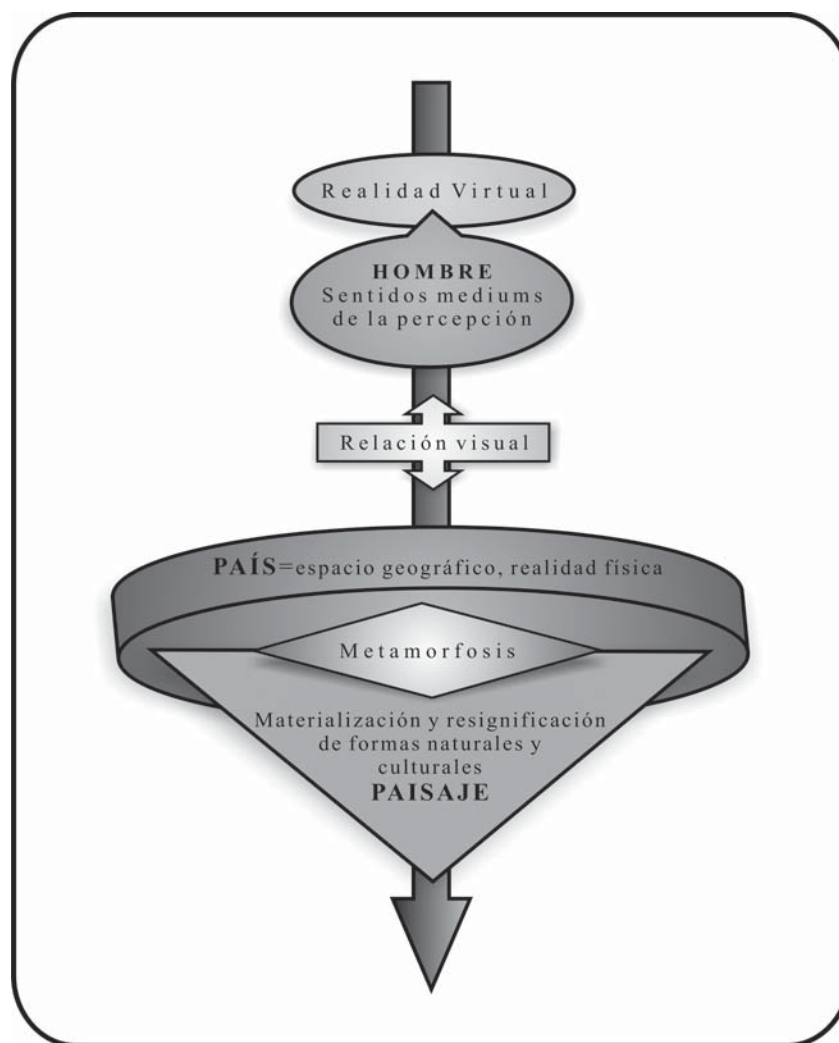 Realidad Virtual
HOMBRE
Sentidos mediums
de la percepción
Relación visual
PAÍS=espacio geográfico, realidad física
Metamorfosis
Materialización y resignificación
de formas naturales y
culturales
PAISAJE